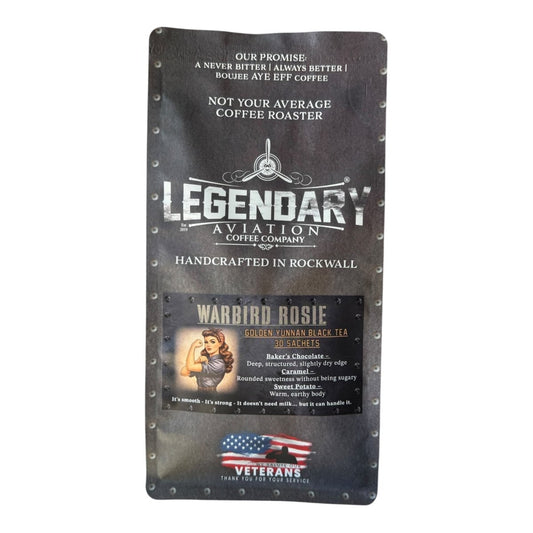 OUR PROMISE:
A NEVER BITTER | ALWAYS BETTER |
BOUJEE AYE EFF COFFEE
NOT YOUR AVERAGE
COFFEE ROASTER
LEGENDARY®
AVIATION
COFFEE COMPANY
HANDCRAFTED IN ROCKWALL
WARBIRD ROSIE
GOLDEN YUNNAN BLACK TEA
30 SACHETS
Baker's Chocolate –
Deep, structured, slightly dry edge
Caramel –
Rounded sweetness without being sugary
Sweet Potato –
Warm, earthy body
It's smooth - It's strong - It doesn't need milk... but it can handle it.
WE SALUTE OUR
VETERANS
THANK YOU FOR YOUR SERVICE